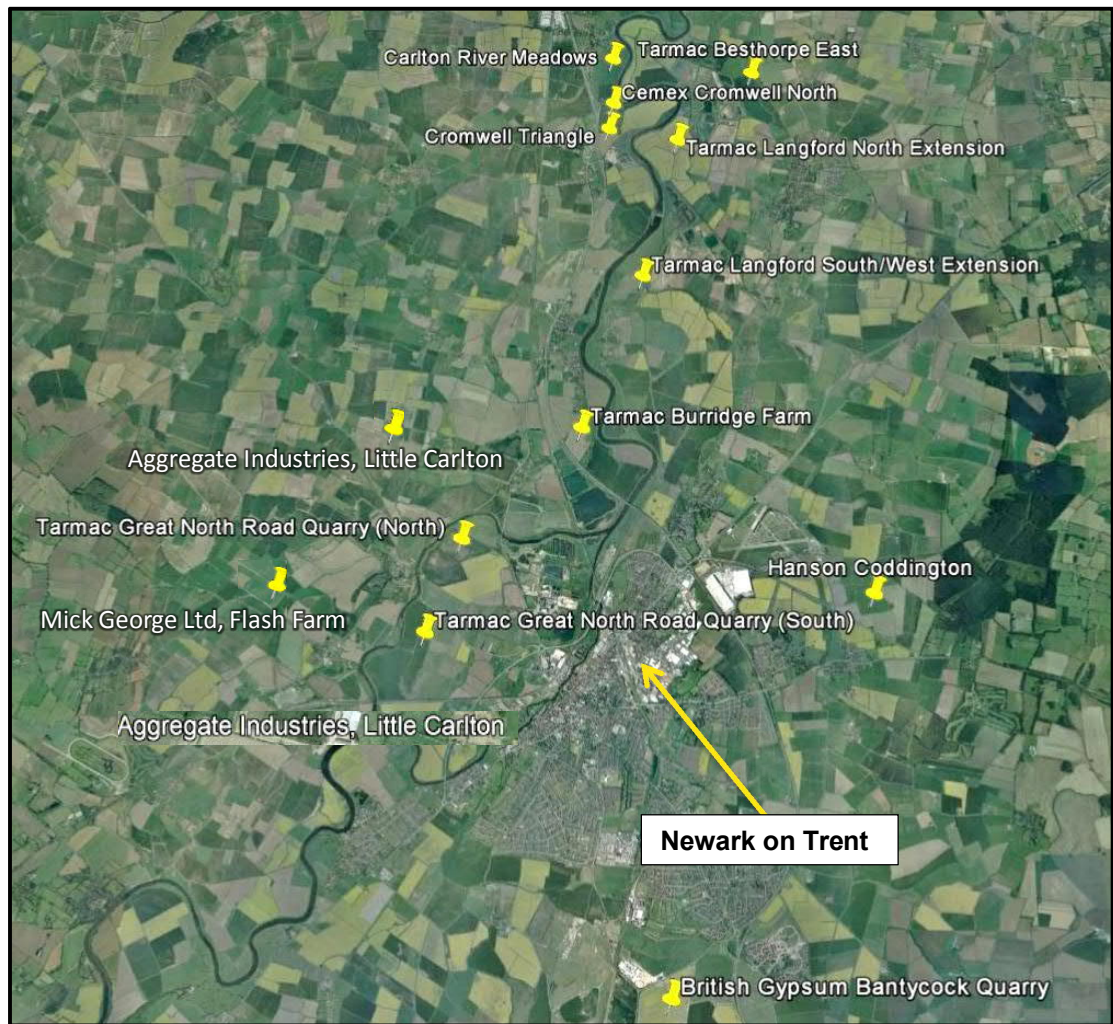 Carlton River Meadows
Tarmac Besthorpe East
Cemex Cromwell North
Cromwell Triangle
Tarmac Langford North Extension
Tarmac Langford South/West Extension
Tarmac Burridge Farm
Aggregate Industries, Little Carlton
Tarmac Great North Road Quarry (North)
Hanson Coddington
Mick George Ltd, Flash Farm
Tarmac Great North Road Quarry (South)
Aggregate Industries, Little Carlton
Newark on Trent
British Gypsum Bantycock Quarry